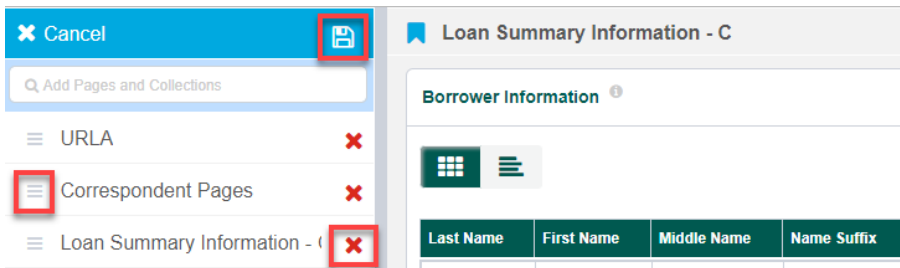 Cancel
Add Pages and Collections
URLA
Correspondent Pages
Loan Summary Information -
Loan Summary Information - C
Borrower Information
Last Name First Name Middle Name Name Suffix